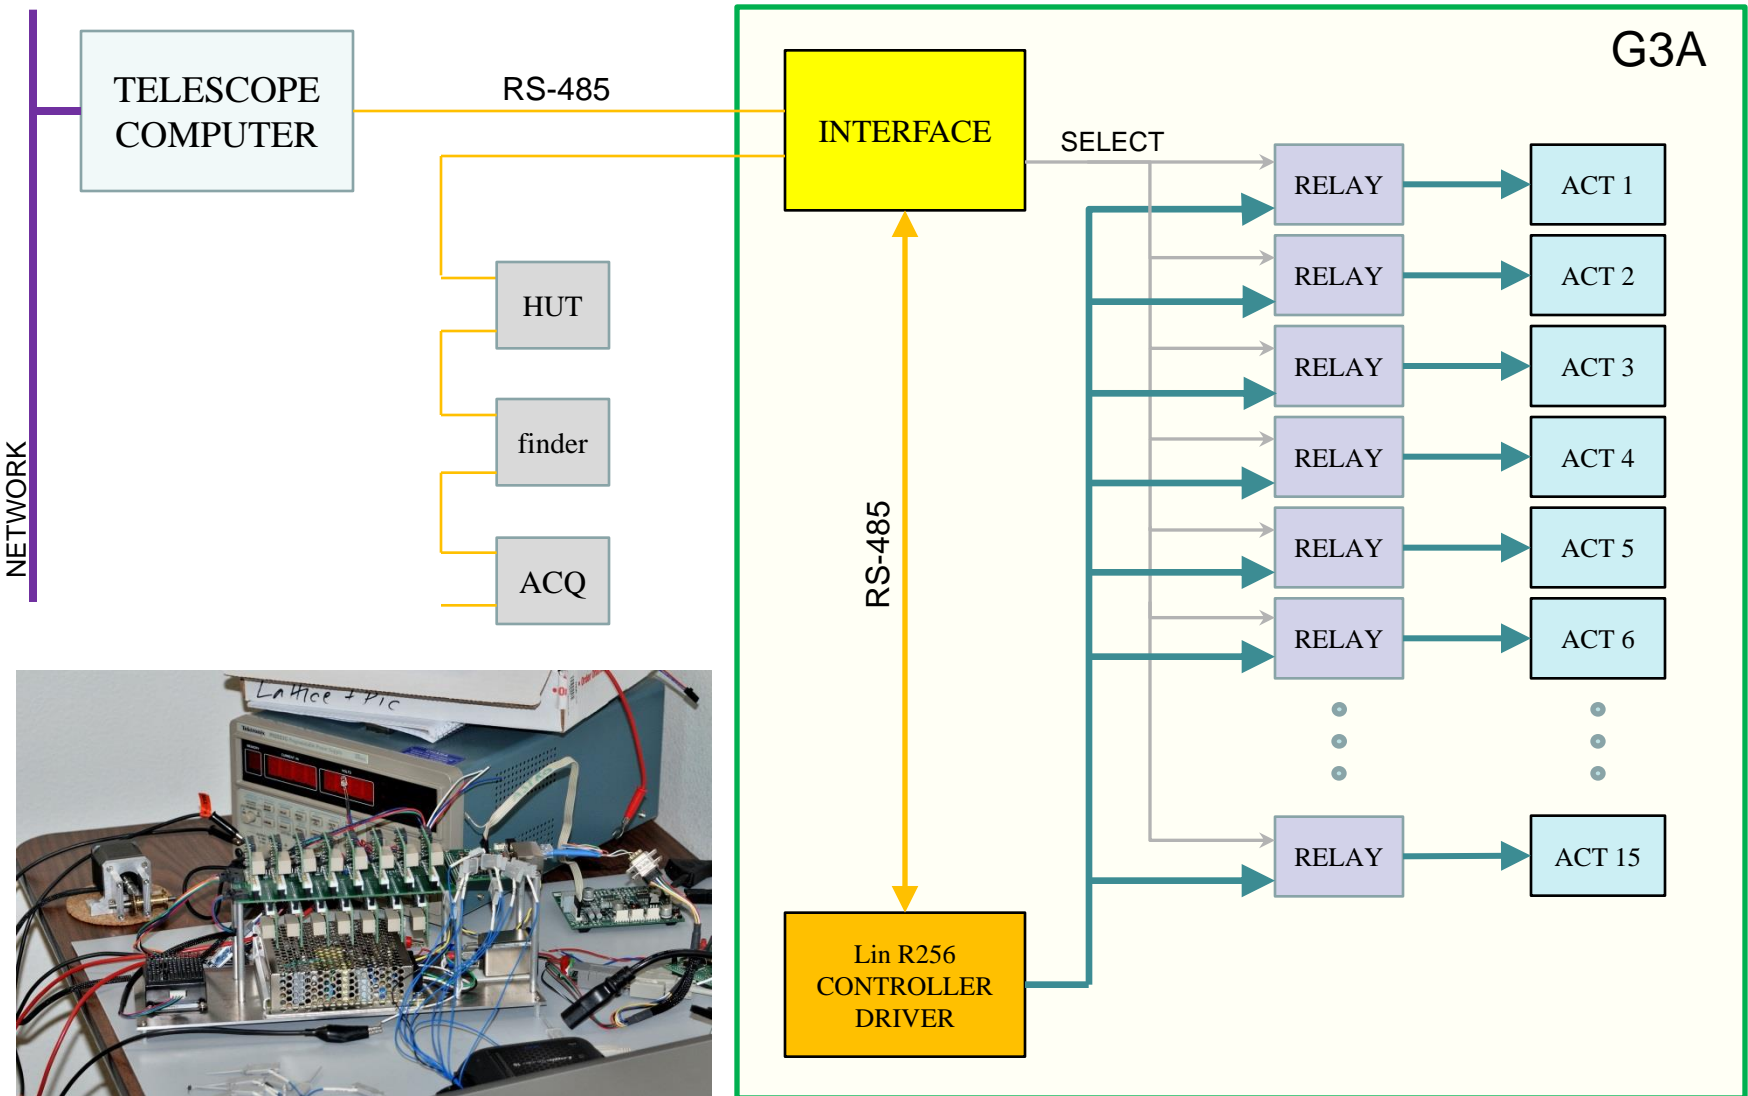 G3A
TELESCOPE
COMPUTER
RS-485
INTERFACE
SELECT
RELAY
ACT 1
RELAY
ACT 2
HUT
RELAY
ACT 3
finder
RELAY
ACT 4
NETWORK
RS-485
RELAY
ACT 5
ACQ
RELAY
ACT 6
Lattice + Pic
Tektronix
RELAY
ACT 15
Lin R256
CONTROLLER
DRIVER